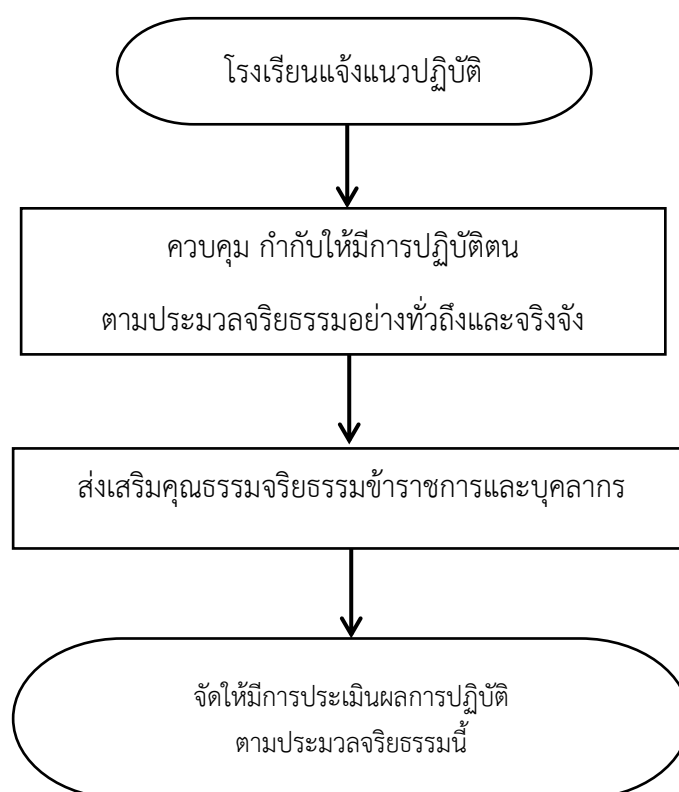 โรงเรียนแจ้งแนวปฏิบัติ
ควบคุม กำกับให้มีการปฏิบัติตน
ตามประมวลจริยธรรมอย่างทั่วถึงและจริงจัง
ส่งเสริมคุณธรรมจริยธรรมข้าราชการและบุคลากร
จัดให้มีการประเมินผลการปฏิบัติ
ตามประมวลจริยธรรมนี้